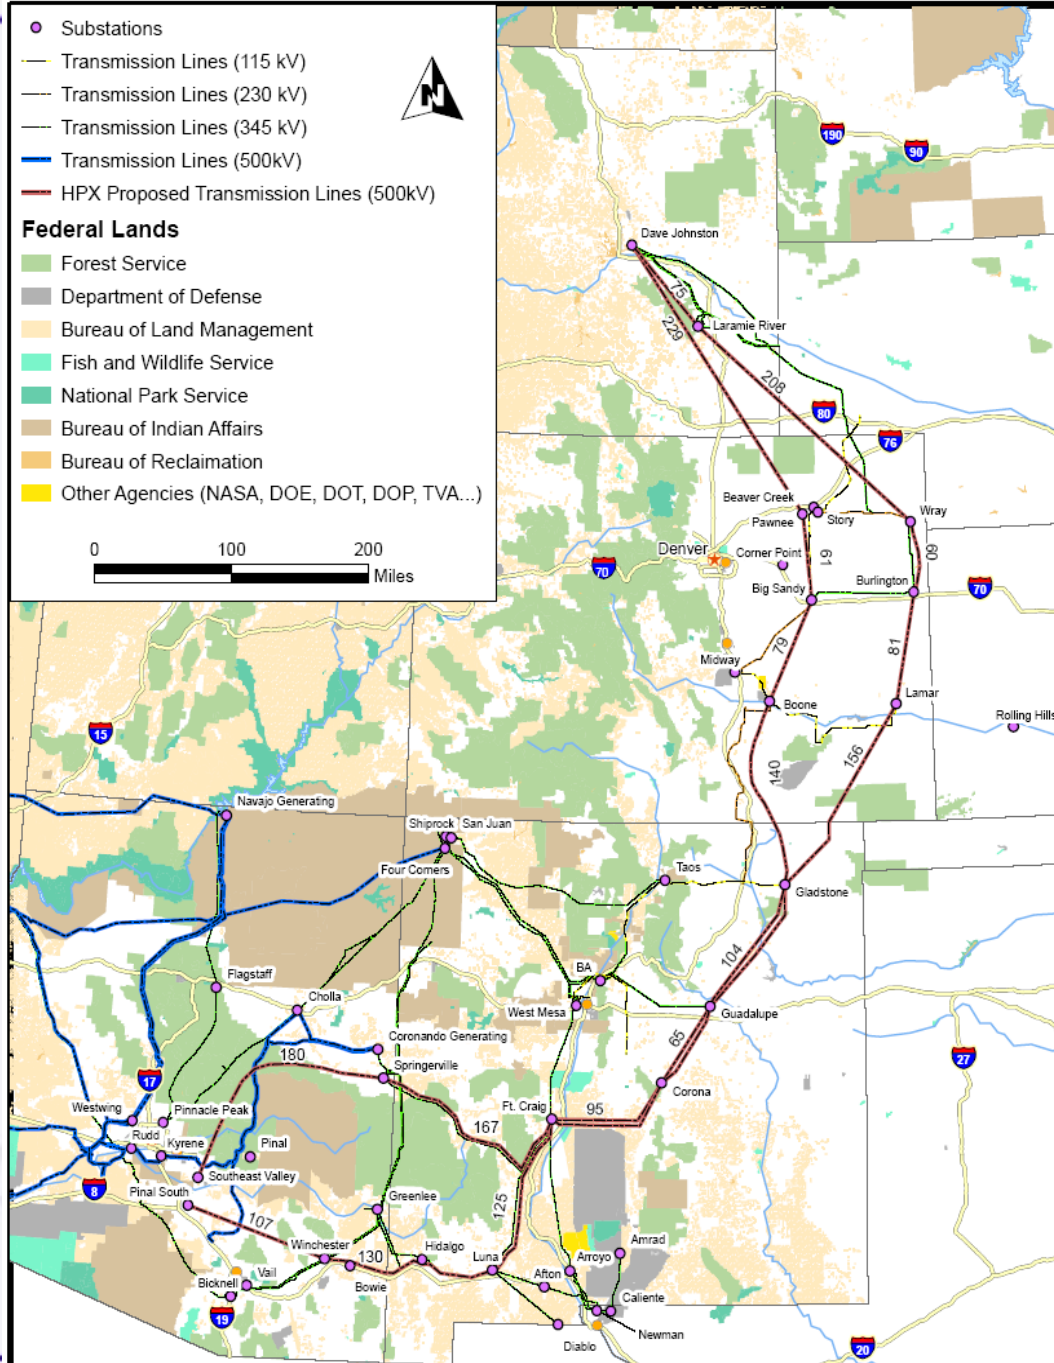 Substations
Transmission Lines (115 kV)
Transmission Lines (230 kV)
Transmission Lines (345 kV)
Transmission Lines (500kV)
HPX Proposed Transmission Lines (500kV)
N
Federal Lands
Forest Service
Department of Defense
Bureau of Land Management
Fish and Wildlife Service
National Park Service
Bureau of Indian Affairs
Bureau of Reclamation
Other Agencies (NASA, DOE, DOT, DOP, TVA...)
0 100 200
Miles
190
90
Dave Johnston
75
229
Laramie River
208
80
76
Beaver Creek
Pawnee
Story
Wray
Denver
Corner Point
61
60
70
Big Sandy
Burlington
70
79
81
Midway
Boone
Lamar
Rolling Hills
15
140
156
Navajo Generating
Shiprock
San Juan
Four Corners
Taos
Gladstone
104
BA
Flagstaff
Cholla
West Mesa
Guadalupe
65
Coronando Generating
180
Springerville
27
17
Corona
Westwing
Pinnacle Peak
Ft. Craig
95
Rudd
Kyrene
Pinal
167
8
Southeast Valley
Pinal South
Greenlee
125
107
Winchester
130
Hidalgo
Luna
Arroyo
Amrad
Bicknell
Vail
Bowie
Afton
Caliente
19
Newman
Diablo
20